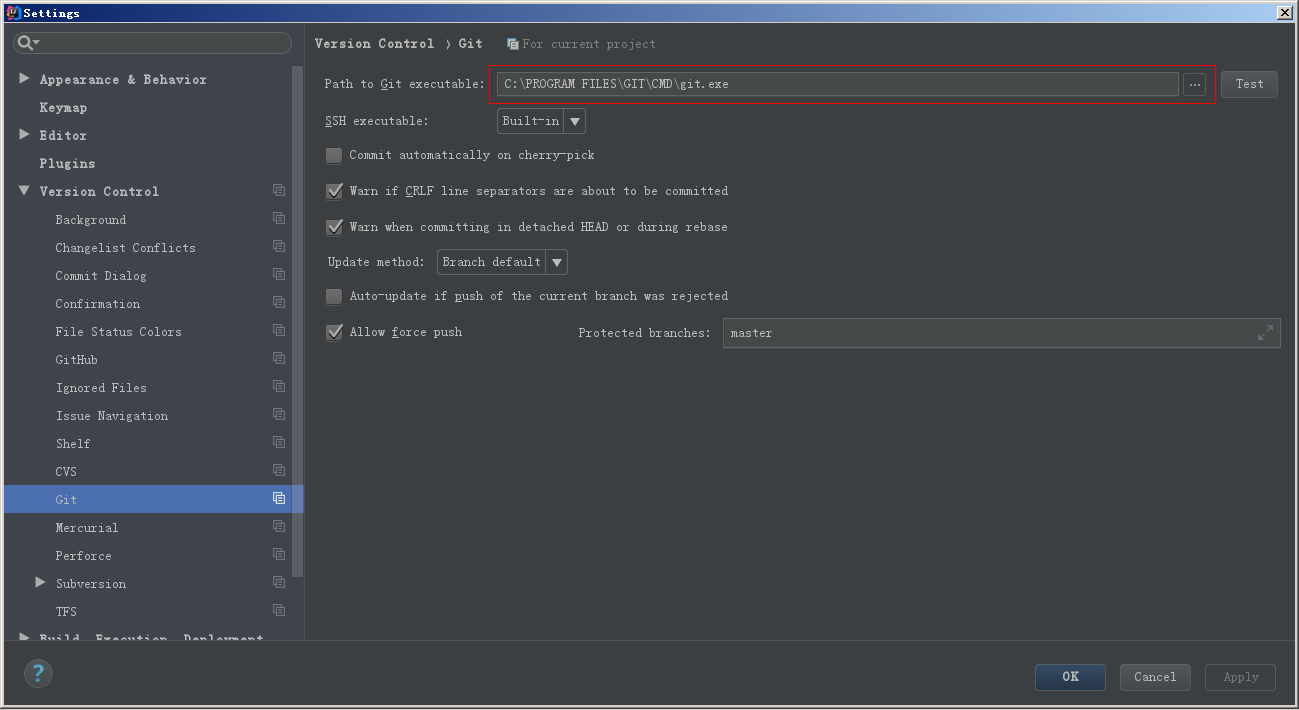 Settings
Version Control › Git For current project
Appearance & Behavior
Keymap
Editor
Plugins
Version Control
Background
Changelist Conflicts
Commit Dialog
Confirmation
File Status Colors
GitHub
Ignored Files
Issue Navigation
Shelf
CVS
Git
Mercurial
Perforce
Subversion
TFS
Build, Execution, Deployment
Path to Git executable: C:\PROGRAM FILES\GIT\CMD\git.exe ... Test
SSH executable: Built-in
Commit automatically on cherry-pick
Warn if CRLF line separators are about to be committed
Warn when committing in detached HEAD or during rebase
Update method: Branch default
Auto-update if push of the current branch was rejected
Allow force push Protected branches: master
? OK Cancel Apply